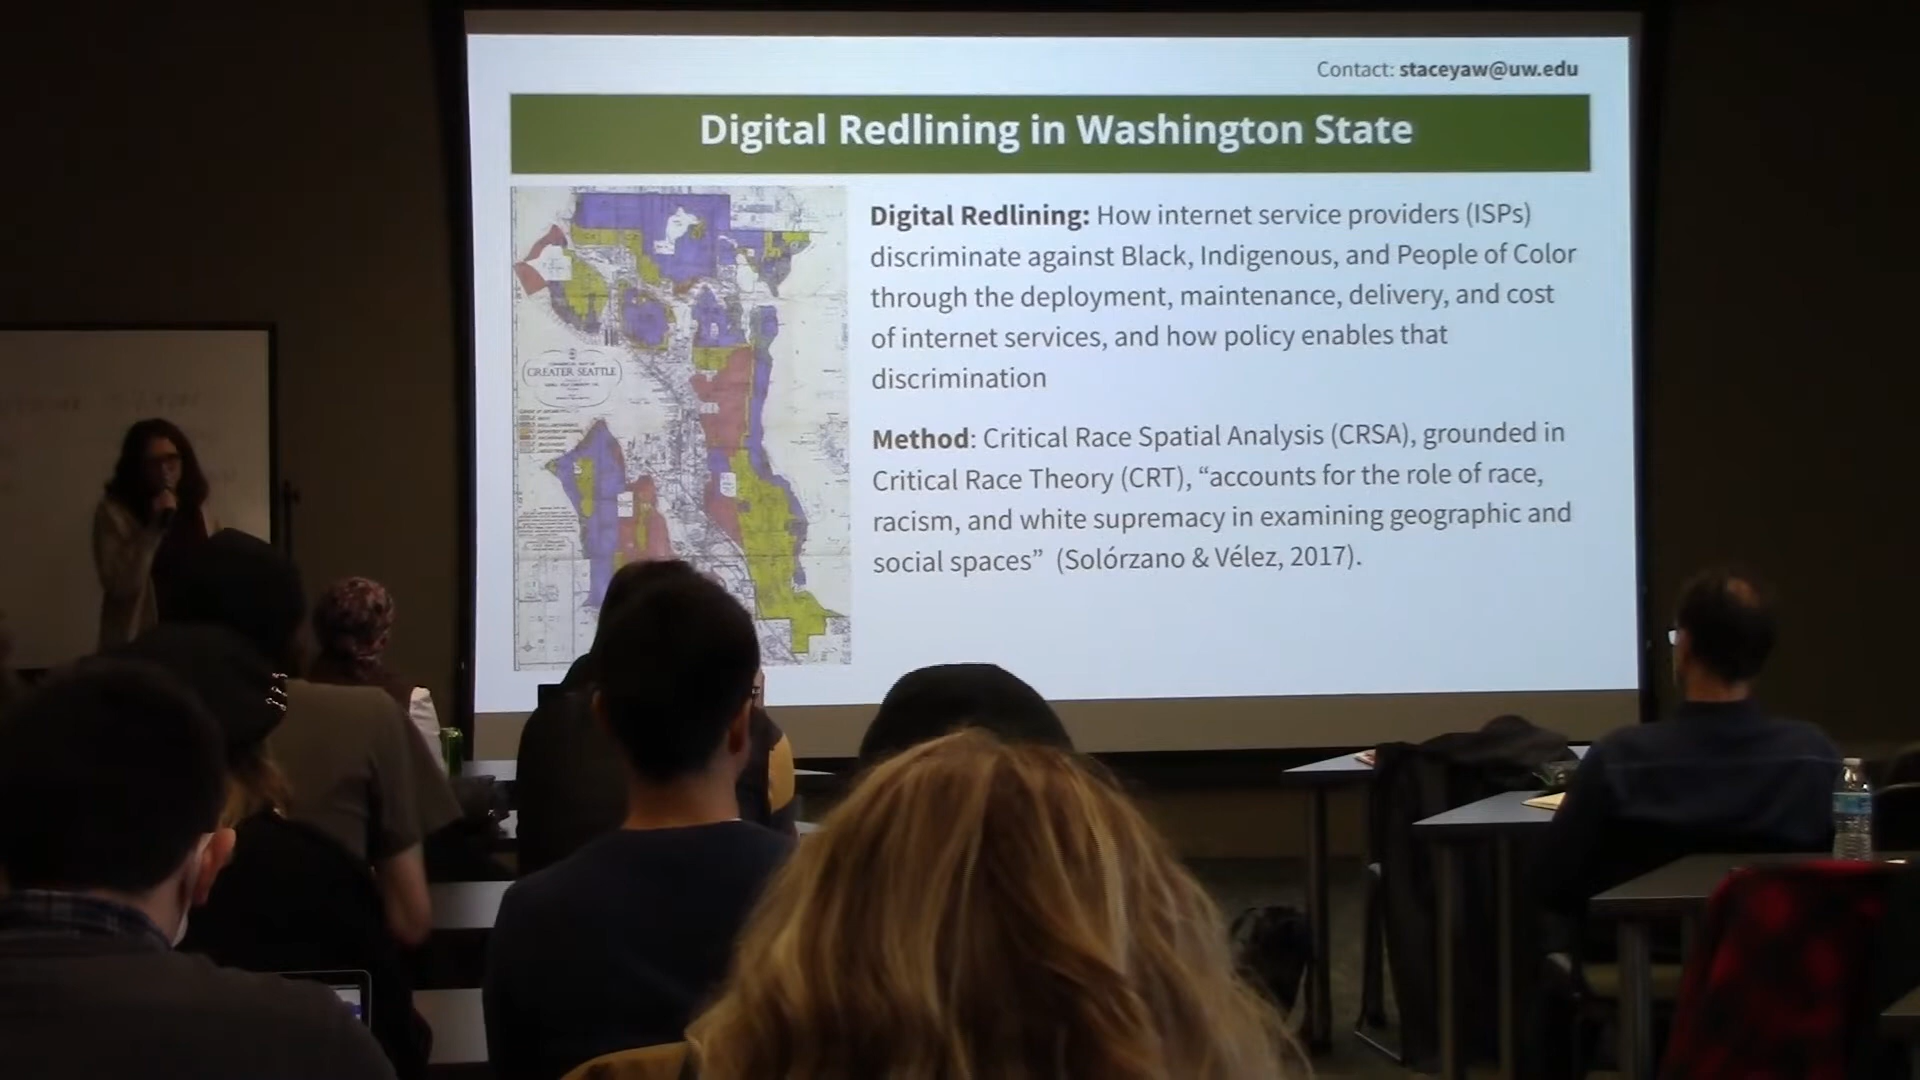 Contact: staceyaw@uw.edu
Digital Redlining in Washington State
Digital Redlining: How internet service providers (ISPs)
discriminate against Black, Indigenous, and People of Color
through the deployment, maintenance, delivery, and cost
of internet services, and how policy enables that
discrimination
Method: Critical Race Spatial Analysis (CRSA), grounded in
Critical Race Theory (CRT), “accounts for the role of race,
racism, and white supremacy in examining geographic and
social spaces” (Solórzano & Vélez, 2017).
GREATER SEATTLE